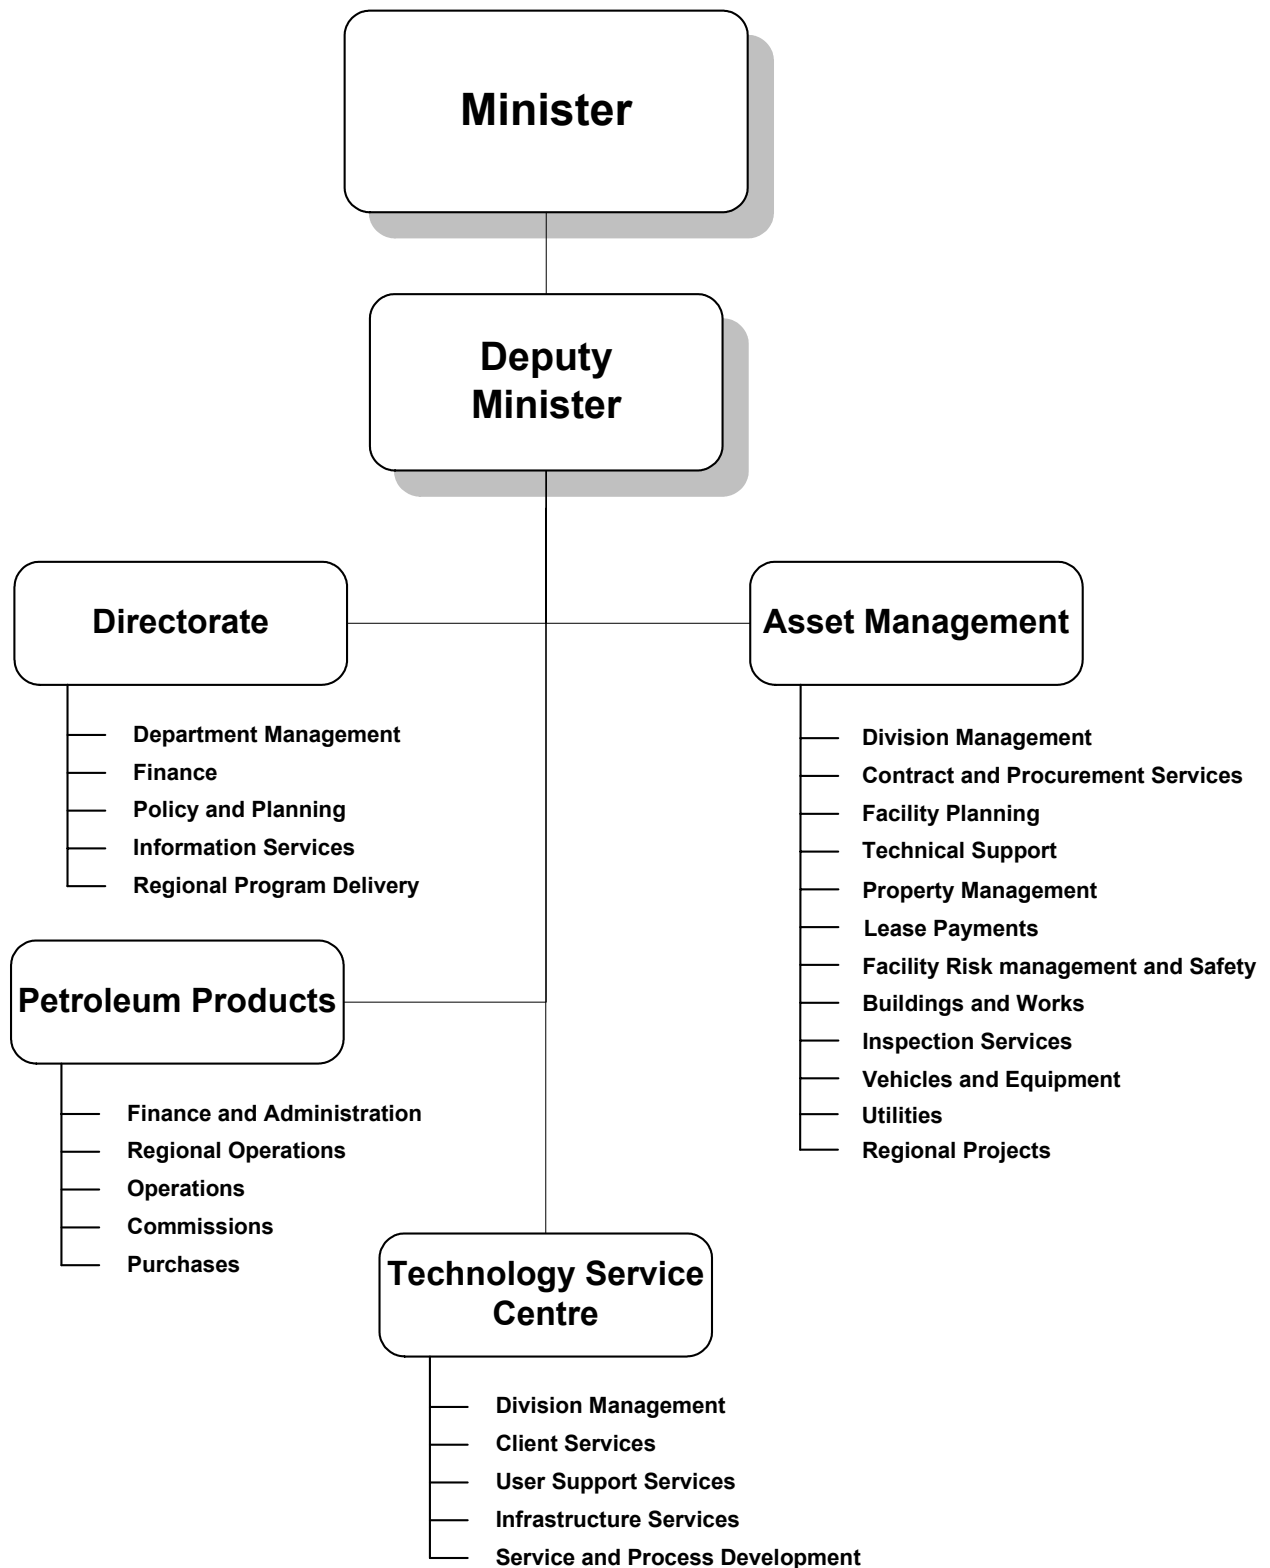 Minister
Deputy
Minister
Directorate
Department Management
Finance
Policy and Planning
Information Services
Regional Program Delivery
Asset Management
Division Management
Contract and Procurement Services
Facility Planning
Technical Support
Property Management
Lease Payments
Facility Risk management and Safety
Buildings and Works
Inspection Services
Vehicles and Equipment
Utilities
Regional Projects
Petroleum Products
Finance and Administration
Regional Operations
Operations
Commissions
Purchases
Technology Service
Centre
Division Management
Client Services
User Support Services
Infrastructure Services
Service and Process Development